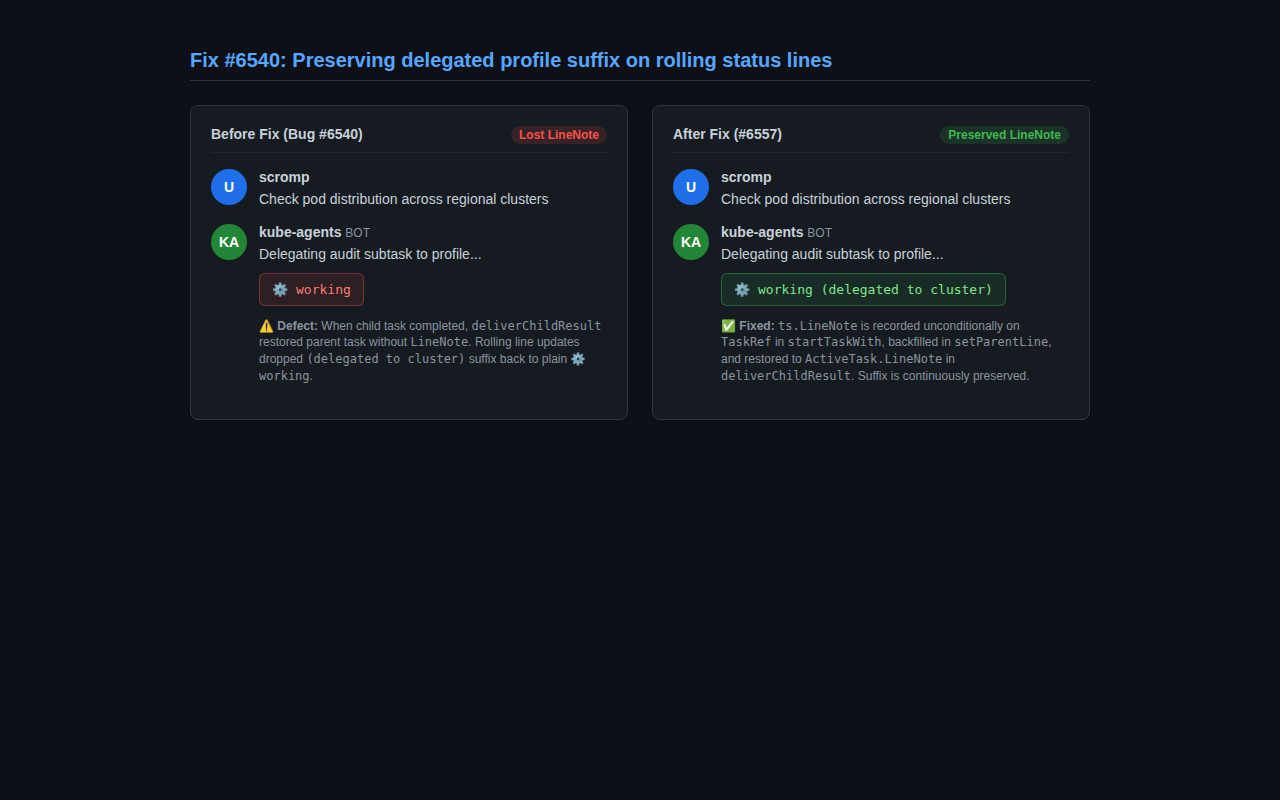 Fix #6540: Preserving delegated profile suffix on rolling status lines
Before Fix (Bug #6540)
Lost LineNote
U
scromp
Check pod distribution across regional clusters
KA
kube-agents BOT
Delegating audit subtask to profile...
⚙️ working
⚠️ Defect: When child task completed, deliverChildResult
restored parent task without LineNote. Rolling line updates
dropped (delegated to cluster) suffix back to plain ⚙️
working.
After Fix (#6557)
Preserved LineNote
U
scromp
Check pod distribution across regional clusters
KA
kube-agents BOT
Delegating audit subtask to profile...
⚙️ working (delegated to cluster)
✅ Fixed: ts.LineNote is recorded unconditionally on
TaskRef in startTaskWith, backfilled in setParentLine,
and restored to ActiveTask.LineNote in
deliverChildResult. Suffix is continuously preserved.